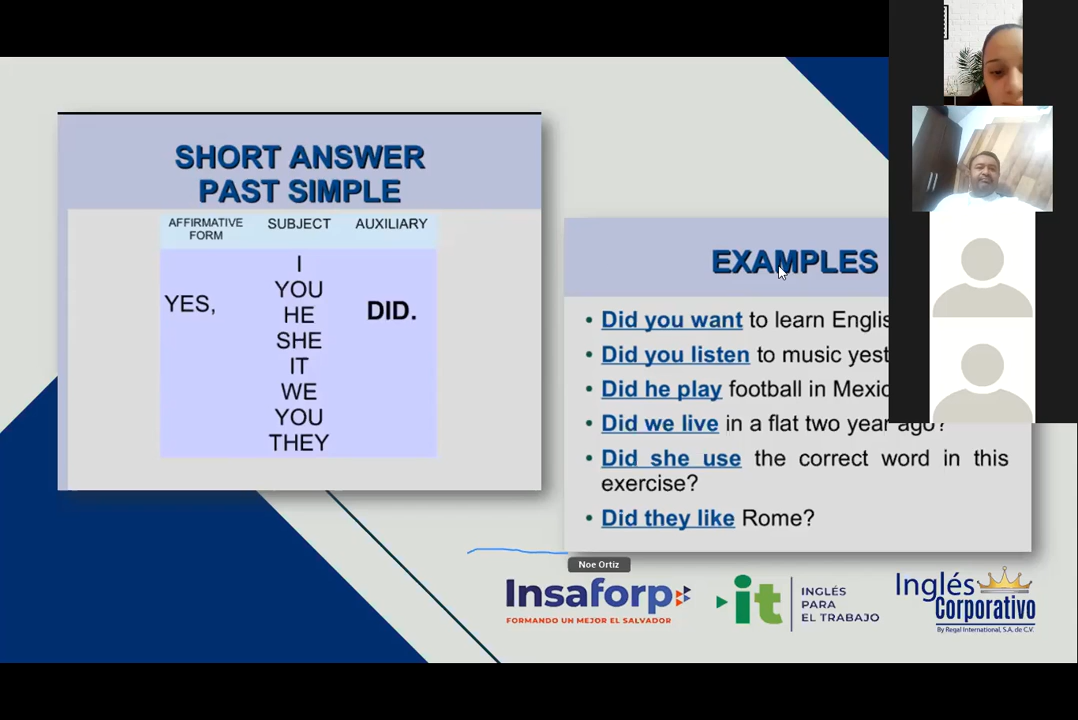 SHORT ANSWER
PAST SIMPLE
AFFIRMATIVE
FORM
SUBJECT
AUXILIARY
YES,
I
YOU
HE
SHE
IT
WE
YOU
THEY
DID.
EXAMPLES
• Did you want to learn
• Did you listen to music
• Did he play football in
• Did we live in a flat two year ago?
• Did she use the correct word in this
exercise?
• Did they like Rome?
Noe Ortiz
Insaforp
FORMANDO UN MEJOR EL SALVADOR
it
INGLÉS
PARA
EL TRABAJO
Inglés
Corporativo
By Regal International, S.A. de C.V.